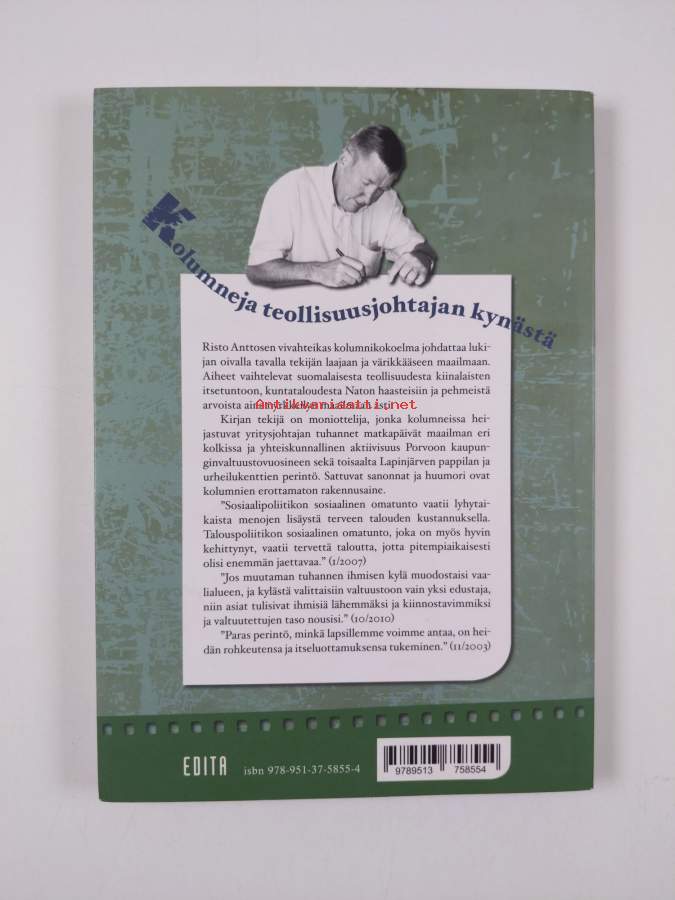 Kolumneja teollisuusjohtajan kynästä
Risto Anttosen vivahteikas kolumnikokoelma johdattaa luki-
jan oivalla tavalla tekijän laajaan ja värikkääseen maailmaan.
Aiheet vaihtelevat suomalaisesta teollisuudesta kiinalaisten
itsetuntoon, kuntataloudesta Naton haasteisiin ja pehmeistä
arvoista
Antikvariaatti.net
Kirjan tekijä on moniottelija, jonka kolumneissa hei-
jastuvat yritysjohtajan tuhannet matkapäivät maailman eri
kolkissa ja yhteiskunnallinen aktiivisuus Porvoon kaupun-
ginvaltuustovuosineen sekä toisaalta Lapinjärven pappilan ja
urheilukenttien perintö. Sattuvat sanonnat ja huumori ovat
kolumnien erottamaton rakennusaine.
”Sosiaalipoliitikon sosiaalinen omatunto vaatii lyhytai-
kaista menojen lisäystä terveen talouden kustannuksella.
Talouspoliitikon sosiaalinen omatunto, joka on myös hyvin
kehittynyt, vaatii tervettä taloutta, jotta pitempiaikaisesti
olisi enemmän jaettavaa.” (1/2007)
”Jos muutaman tuhannen ihmisen kylä muodostaisi vaa-
lialueen, ja kylästä valittaisiin valtuustoon vain yksi edustaja,
niin asiat tulisivat ihmisiä lähemmäksi ja kiinnostavimmiksi
ja valtuutettujen taso nousisi.” (10/2010)
”Paras perintö, minkä lapsillemme voimme antaa, on hei-
dän rohkeutensa ja itseluottamuksensa tukeminen.” (11/2003)
EDITA isbn 978-951-37-5855-4
9789513 758554